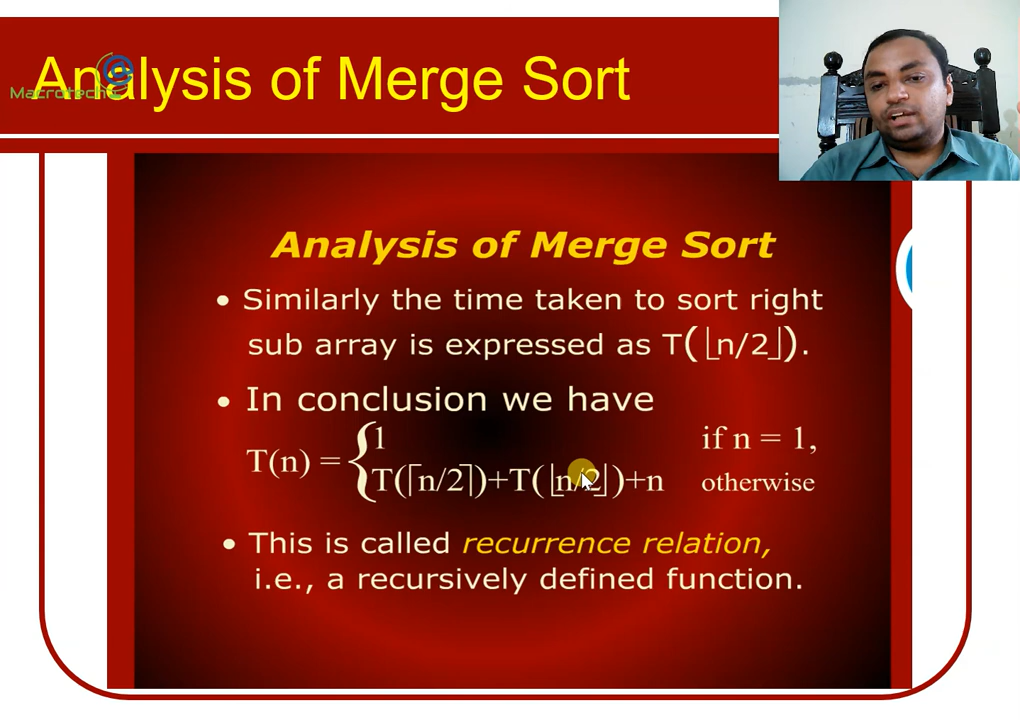 Analysis of Merge Sort
Macrotech's
Analysis of Merge Sort
• Similarly the time taken to sort right
sub array is expressed as T(⌊n/2⌋).
• In conclusion we have
T(n) = { 1 if n = 1,
T(⌈n/2⌉)+T(⌊n/2⌋)+n otherwise
• This is called recurrence relation,
i.e., a recursively defined function.